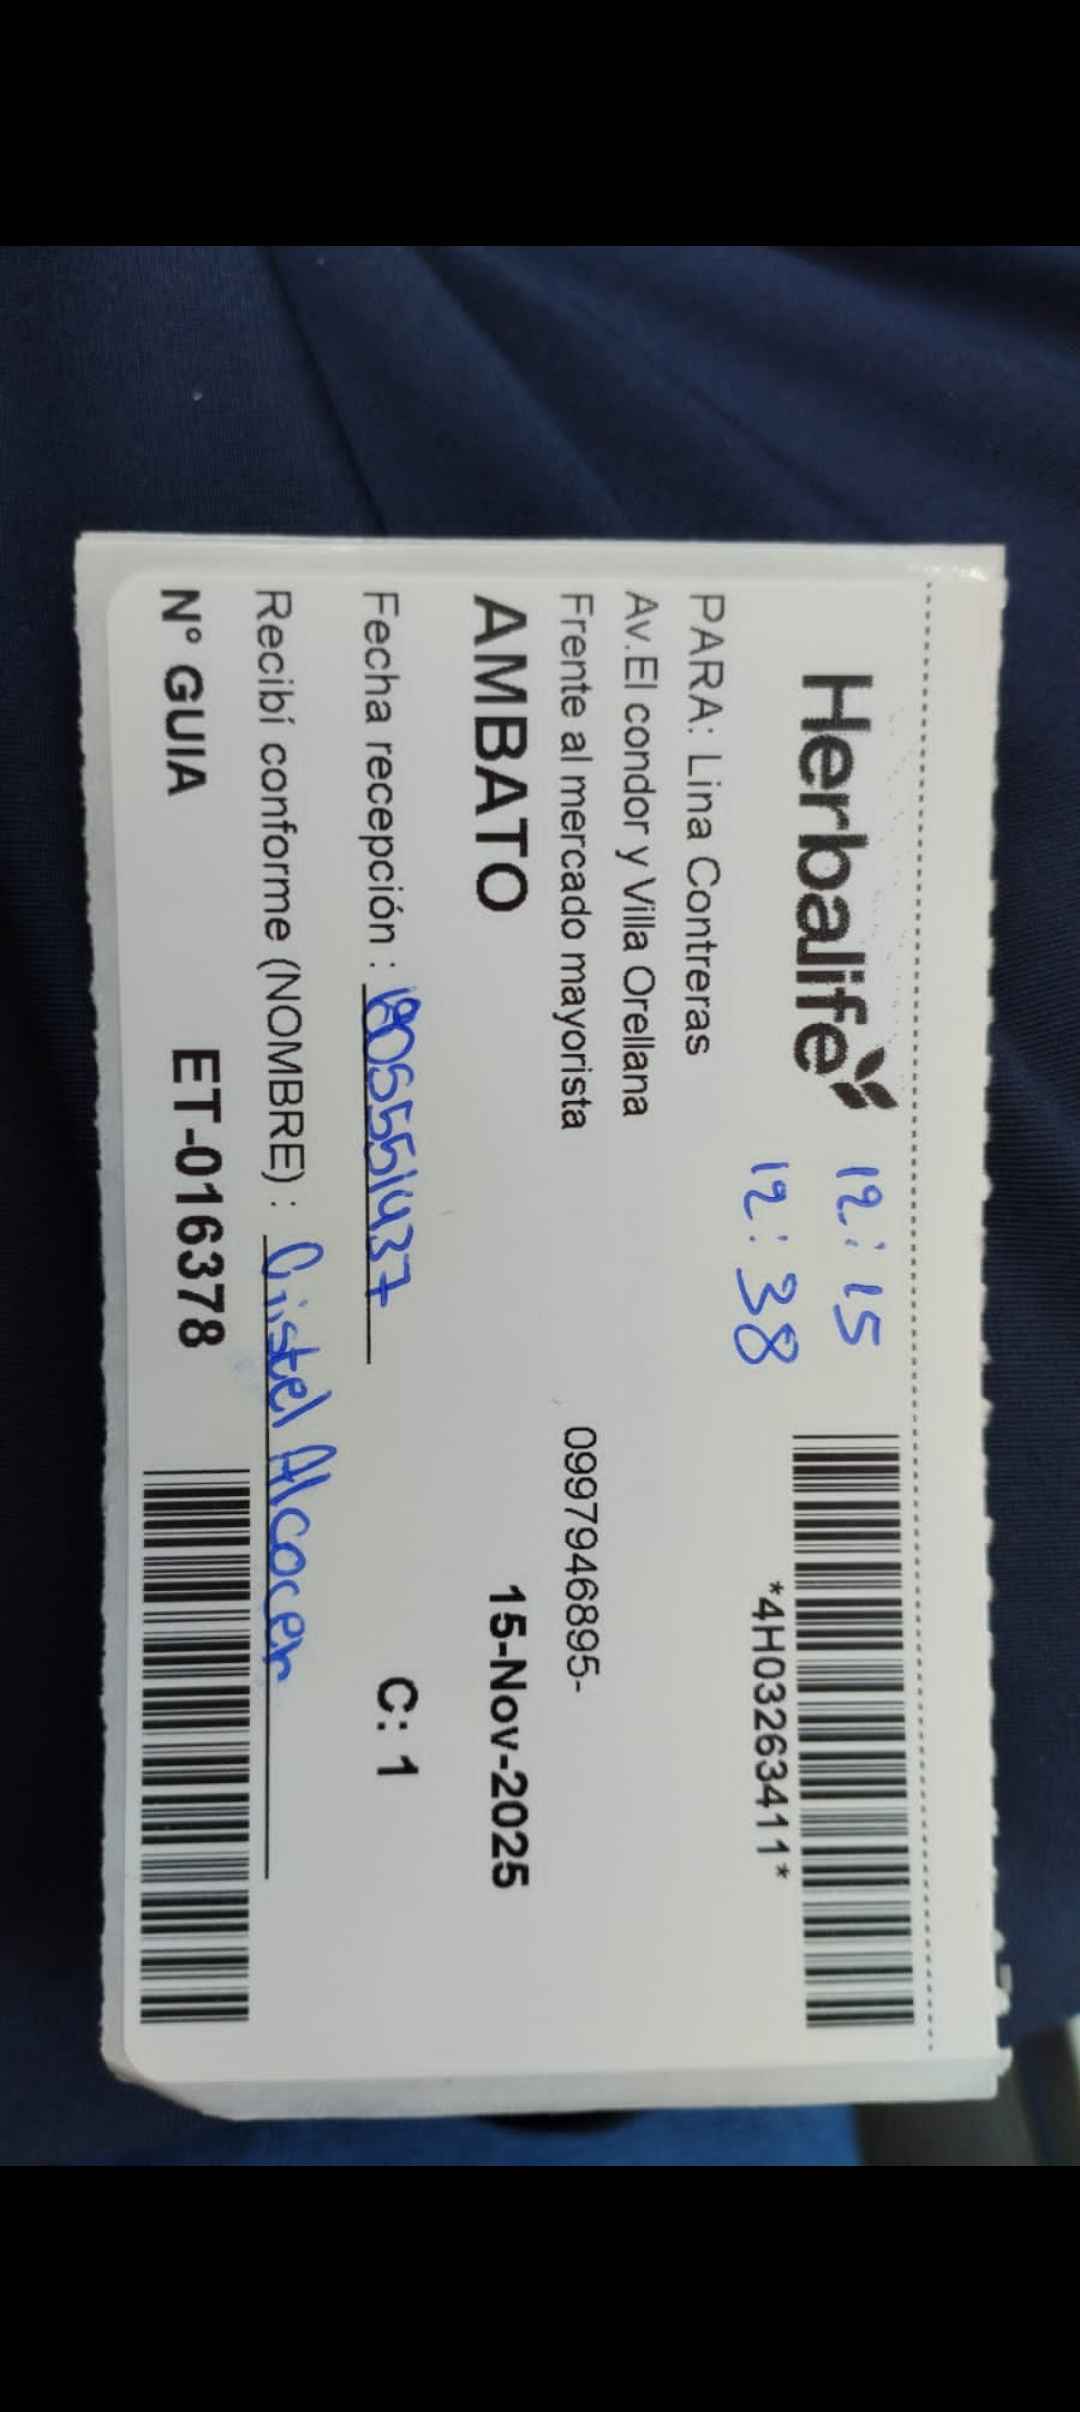 Herbalife
12:15
12:38
*4H03263411*
PARA: Lina Contreras
Av.El condor y Villa Orellana
Frente al mercado mayorista
0997946895-
AMBATO
15-Nov-2025
Fecha recepción : 1805551437
C: 1
Recibí conforme (NOMBRE) : Cristel Alcocer
N° GUIA
ET-016378